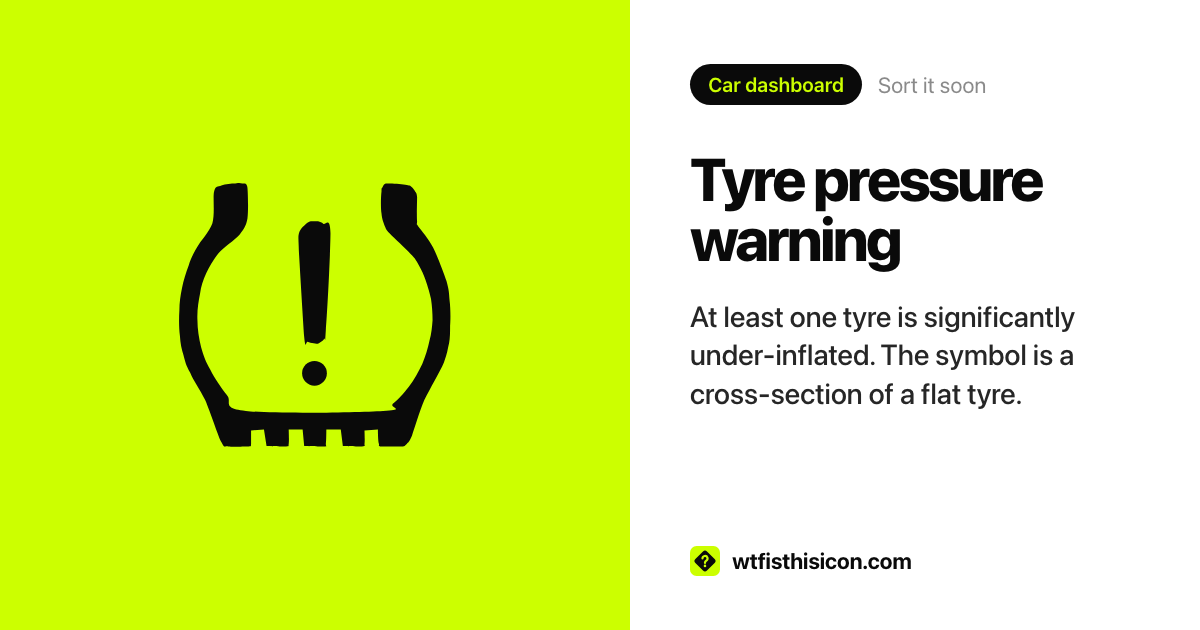 Car dashboard
Sort it soon
Tyre pressure
warning
At least one tyre is significantly
under-inflated. The symbol is a
cross-section of a flat tyre.
wtfisthisicon.com